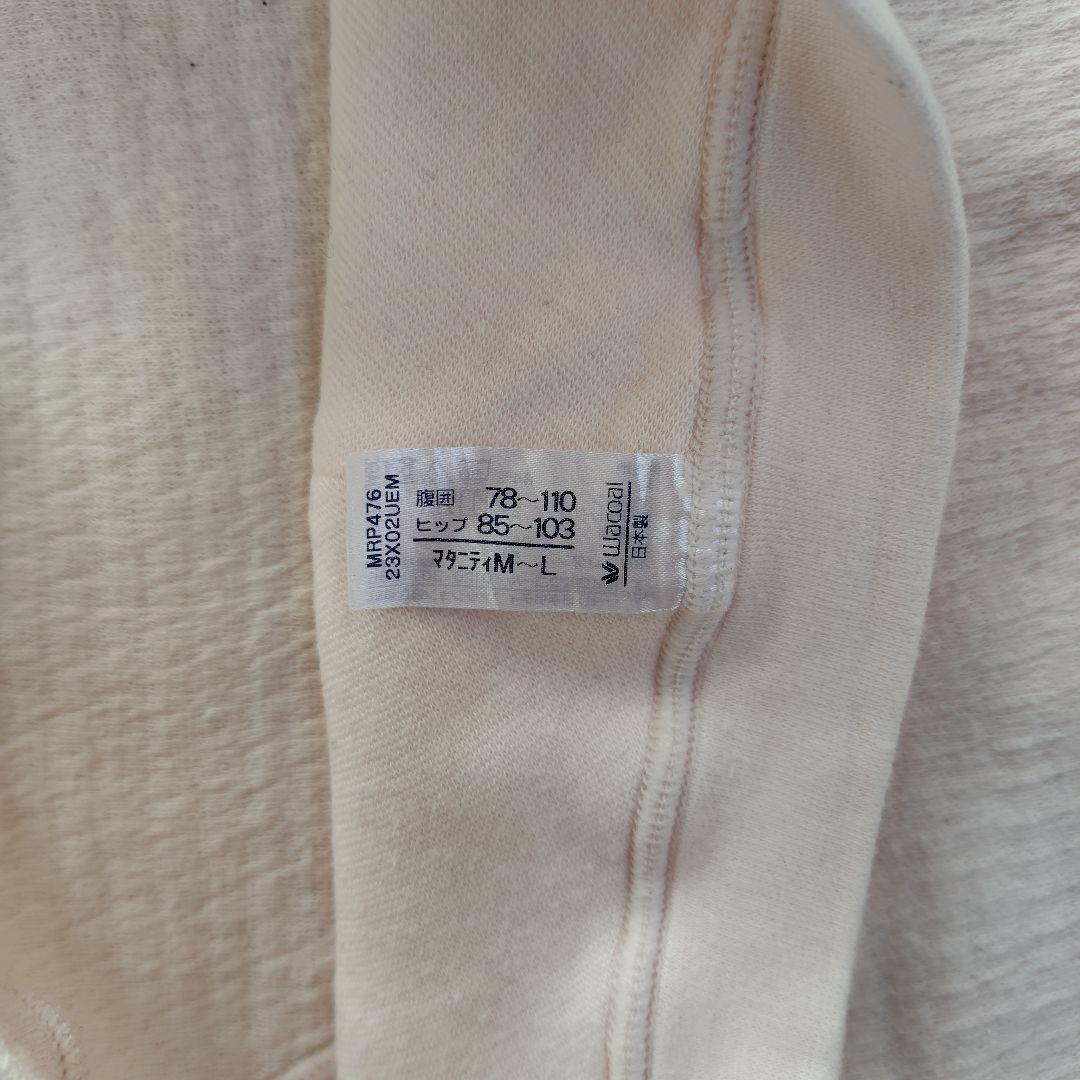 MRP476
23X02UEM
腹囲 78〜110
ヒップ 85〜103
マタニティM〜L
wacoal
日本製